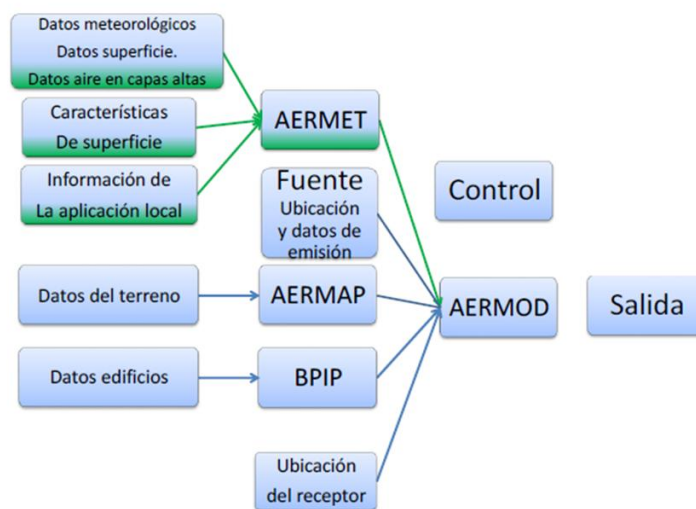 Datos meteorológicos
Datos superficie.
Datos aire en capas altas
Características
De superficie
AERMET
Información de
La aplicación local
Fuente
Ubicación
y datos de
emisión
Control
Datos del terreno
AERMAP
AERMOD
Salida
Datos edificios
BPIP
Ubicación
del receptor